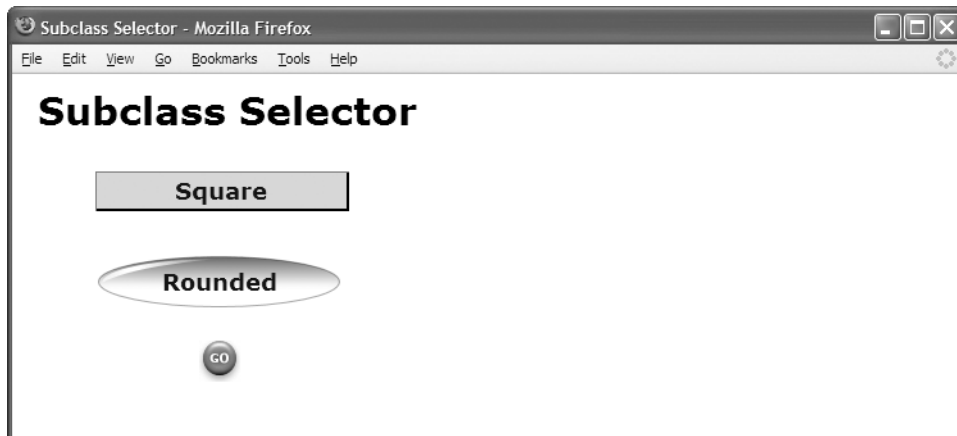 Subclass Selector - Mozilla Firefox
File Edit View Go Bookmarks Tools Help
Subclass Selector
Square
Rounded
GO